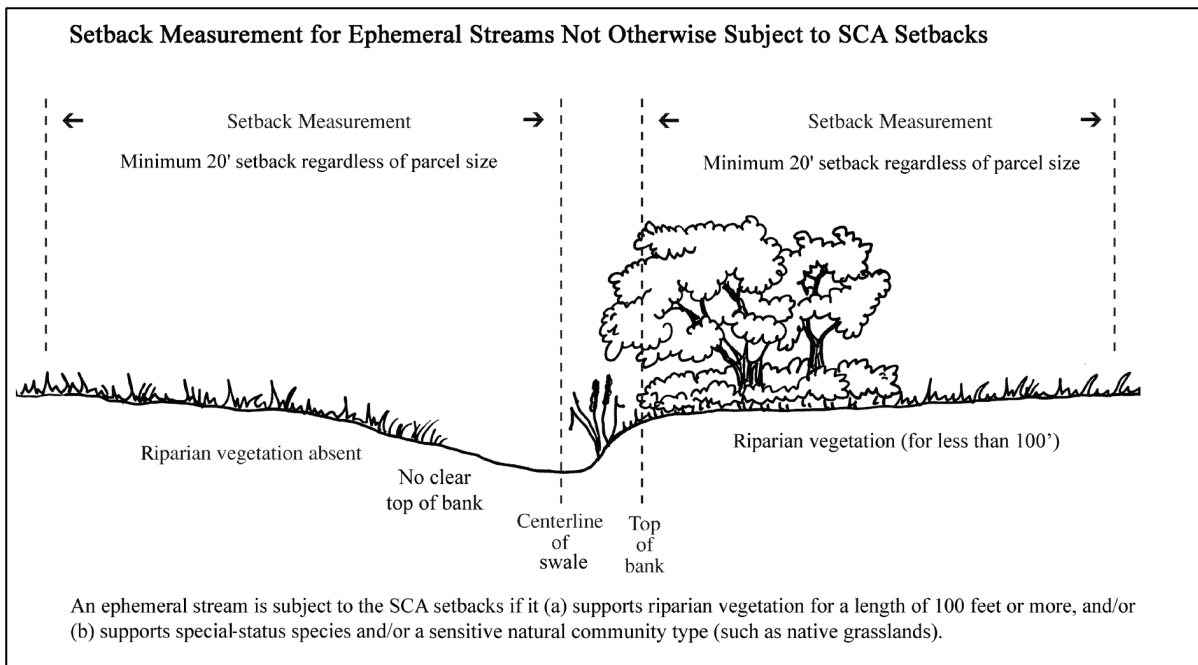 Setback Measurement for Ephemeral Streams Not Otherwise Subject to SCA Setbacks
Setback Measurement
Minimum 20' setback regardless of parcel size
Setback Measurement
Minimum 20' setback regardless of parcel size
Riparian vegetation absent
No clear
top of bank
Centerline
of
swale
Top
of
bank
Riparian vegetation (for less than 100’)
An ephemeral stream is subject to the SCA setbacks if it (a) supports riparian vegetation for a length of 100 feet or more, and/or
(b) supports special-status species and/or a sensitive natural community type (such as native grasslands).